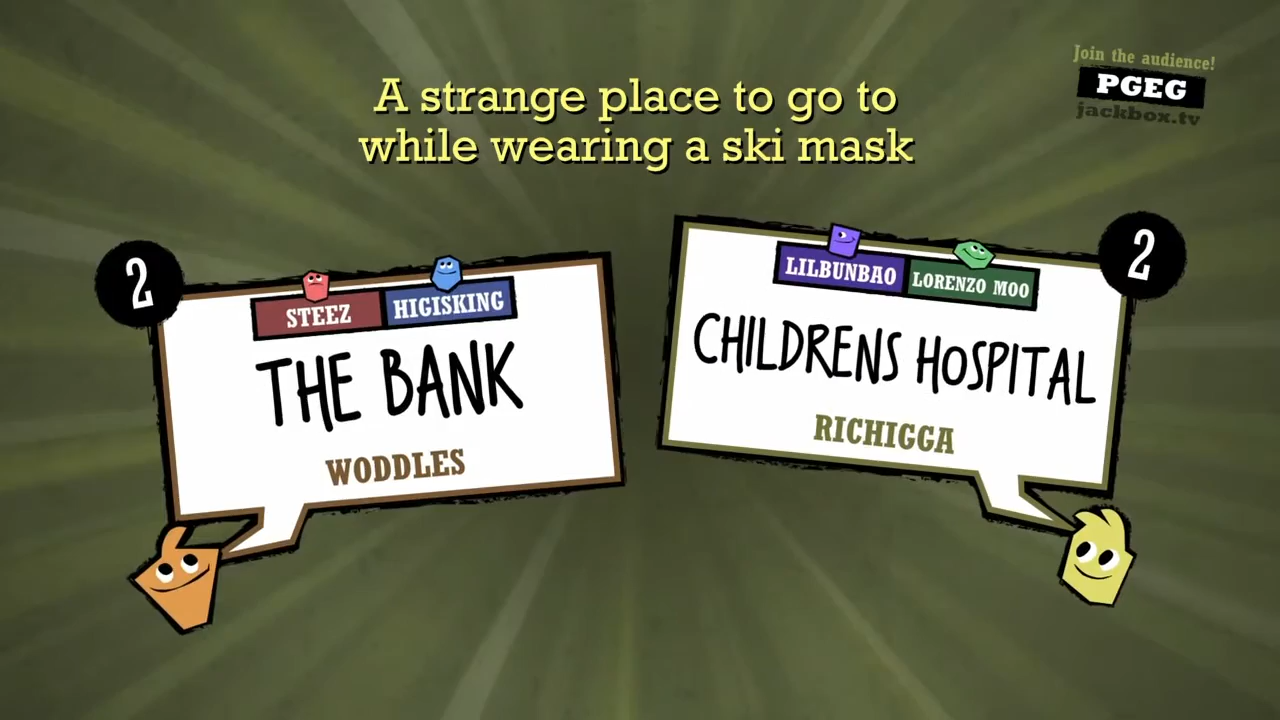 Join the audience!
PGEG
jackbox.tv
A strange place to go to
while wearing a ski mask
2
STEEZ
HIGISKING
THE BANK
WODDLES
2
LILBUNBAO
LORENZO MOO
CHILDRENS HOSPITAL
RICHIGGA